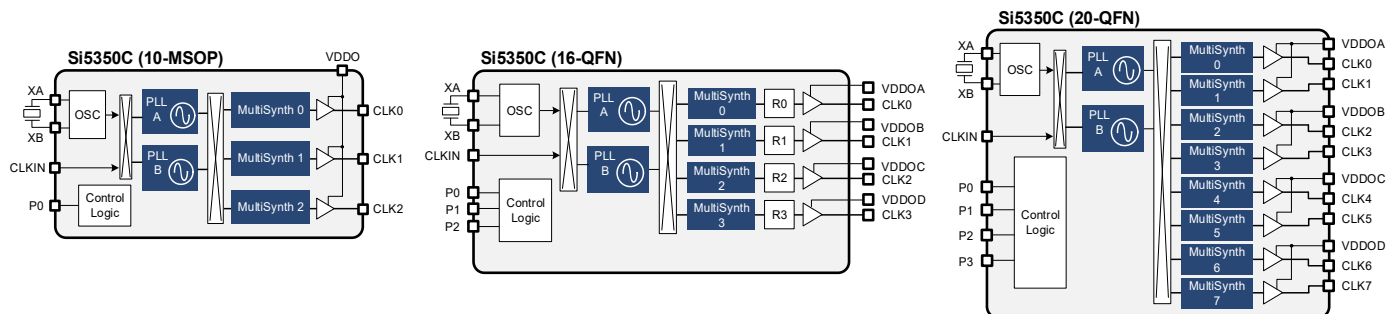 Si5350C (10-MSOP)
VDDO
XA
XB
CLKIN
P0
OSC
PLL
A
PLL
B
Control
Logic
MultiSynth 0
MultiSynth 1
MultiSynth 2
CLK0
CLK1
CLK2
Si5350C (16-QFN)
XA
XB
CLKIN
P0
P1
P2
OSC
Control
Logic
PLL
A
PLL
B
MultiSynth
0
MultiSynth
1
MultiSynth
2
MultiSynth
3
R0
R1
R2
R3
VDDOA
CLK0
VDDOB
CLK1
VDDOC
CLK2
VDDOD
CLK3
Si5350C (20-QFN)
XA
XB
CLKIN
P0
P1
P2
P3
OSC
Control
Logic
PLL
A
PLL
B
MultiSynth
0
MultiSynth
1
MultiSynth
2
MultiSynth
3
MultiSynth
4
MultiSynth
5
MultiSynth
6
MultiSynth
7
VDDOA
CLK0
CLK1
VDDOB
CLK2
CLK3
VDDOC
CLK4
CLK5
VDDOD
CLK6
CLK7